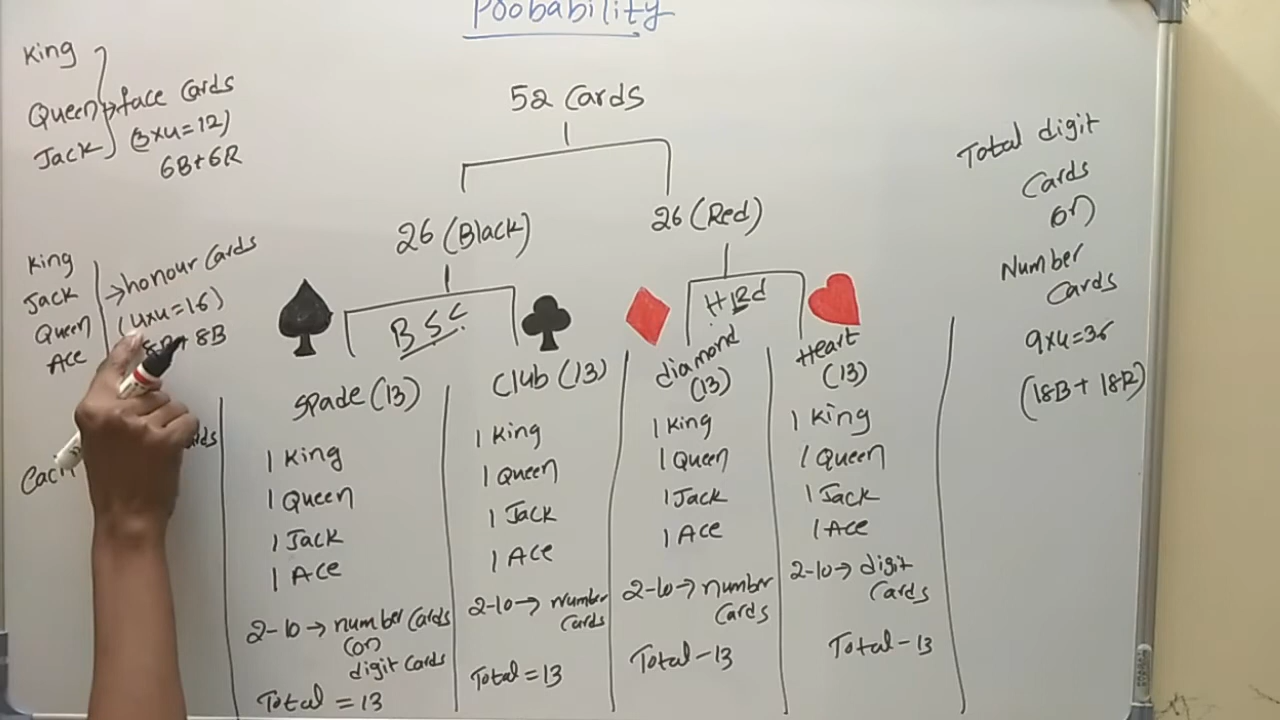 Poobability
King
Queen → face Cards
Jack (3x4=12)
6B+6R
52 Cards
26 (Black)
26 (Red)
King
Jack → honour Cards
Queen (4x4=16)
Ace + 8B
BSC
HRd
Spade (13)
1 King
1 Queen
1 Jack
1 Ace
2-10 → number Cards
(or)
digit Cards
Total = 13
Club (13)
1 King
1 Queen
1 Jack
1 Ace
2-10 → Number
Cards
Total = 13
diamond
(13)
1 King
1 Queen
1 Jack
1 Ace
2-10 → number
Cards
Total - 13
Heart
(13)
1 King
1 Queen
1 Jack
1 Ace
2-10 → digit
Cards
Total - 13
Total digit
Cards
or
Number
Cards
9x4=36
(18B + 18R)